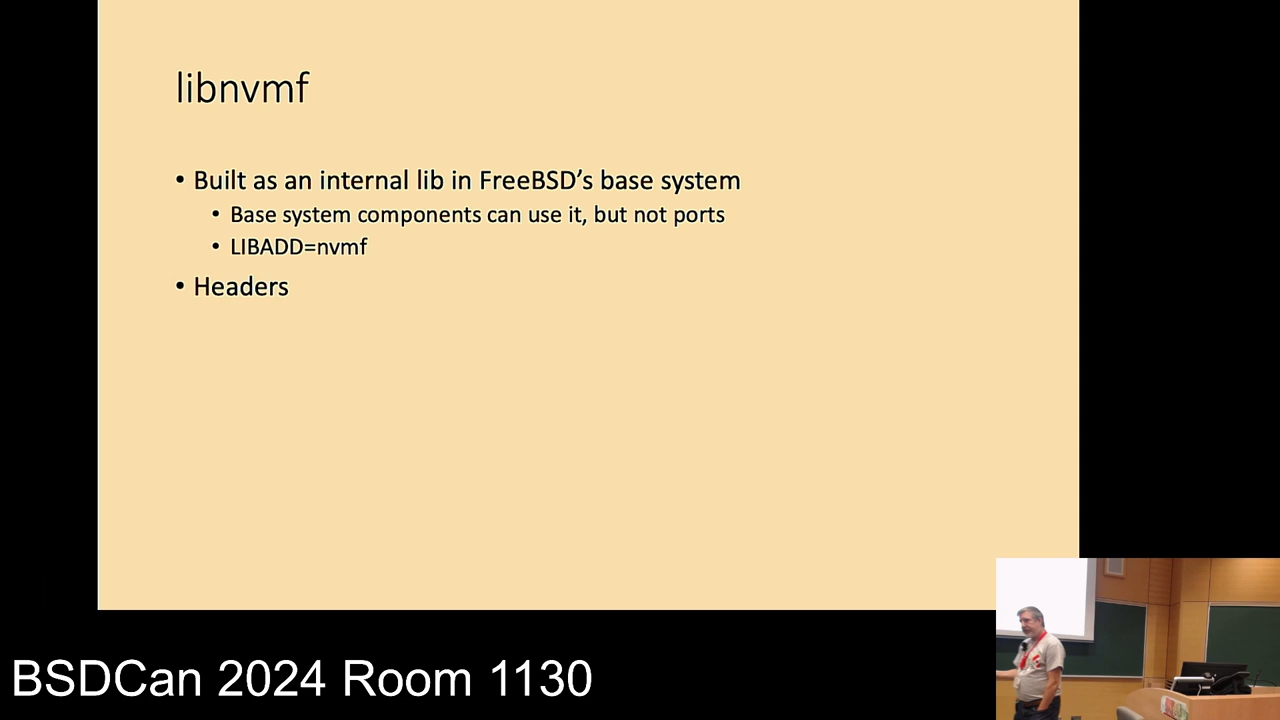 libnvmf
• Built as an internal lib in FreeBSD’s base system
• Base system components can use it, but not ports
• LIBADD=nvmf
• Headers
BSDCan 2024 Room 1130